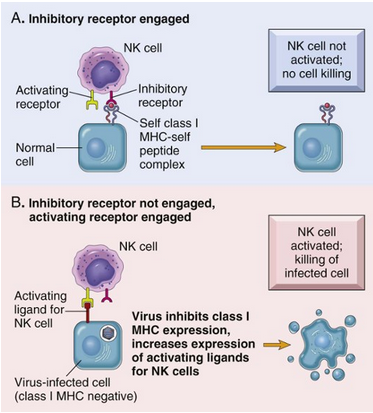 A. Inhibitory receptor engaged
NK cell
Activating
receptor
Inhibitory
receptor
Self class I
MHC-self
peptide
complex
Normal
cell
NK cell not
activated;
no cell killing
B. Inhibitory receptor not engaged,
activating receptor engaged
NK cell
Activating
ligand for
NK cell
Virus inhibits class I
MHC expression,
increases expression
of activating ligands
for NK cells
Virus-infected cell
(class I MHC negative)
NK cell
activated;
killing of
infected cell